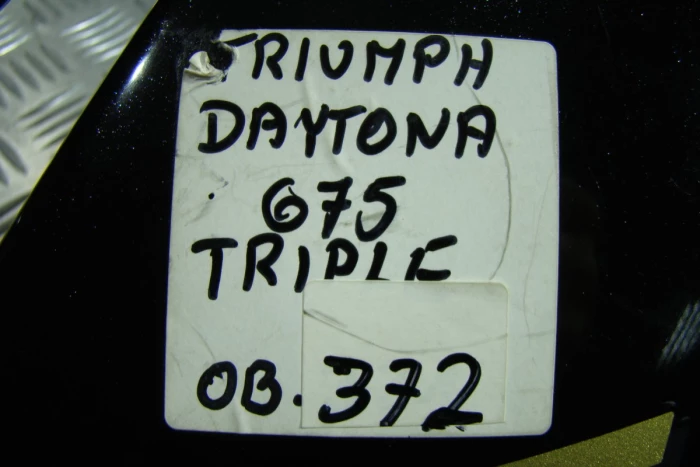 TRIUMPH
DAYTONA
675
TRIPLE
OB. 372